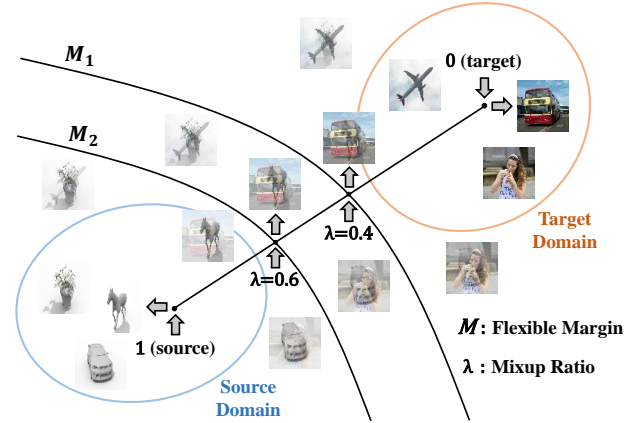 M₁
0 (target)
M₂
λ=0.4
Target
Domain
λ=0.6
M: Flexible Margin
1 (source)
λ : Mixup Ratio
Source
Domain